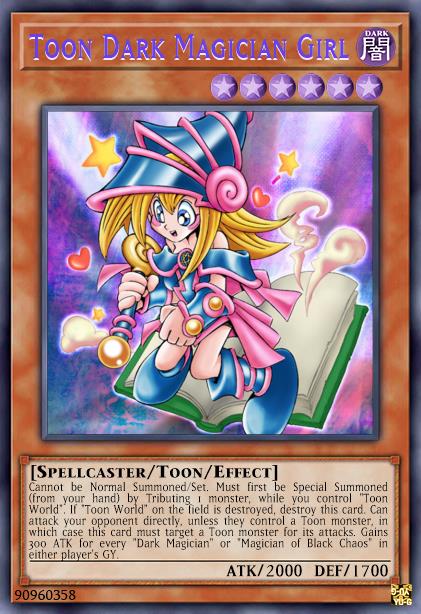 Toon Dark Magician Girl
DARK
闇
[Spellcaster/Toon/Effect]
Cannot be Normal Summoned/Set. Must first be Special Summoned
(from your hand) by Tributing 1 monster, while you control "Toon
World". If "Toon World" on the field is destroyed, destroy this card. Can
attack your opponent directly, unless they control a Toon monster, in
which case this card must target a Toon monster for its attacks. Gains
300 ATK for every "Dark Magician" or "Magician of Black Chaos" in
either player's GY.
ATK/2000 DEF/1700
90960358